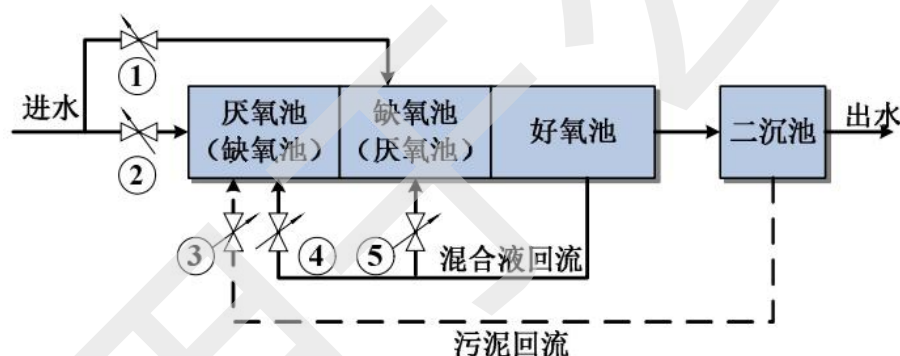 ①
进水
②
厌氧池
（缺氧池）
缺氧池
（厌氧池）
好氧池
二沉池
出水
③
④
⑤
混合液回流
污泥回流